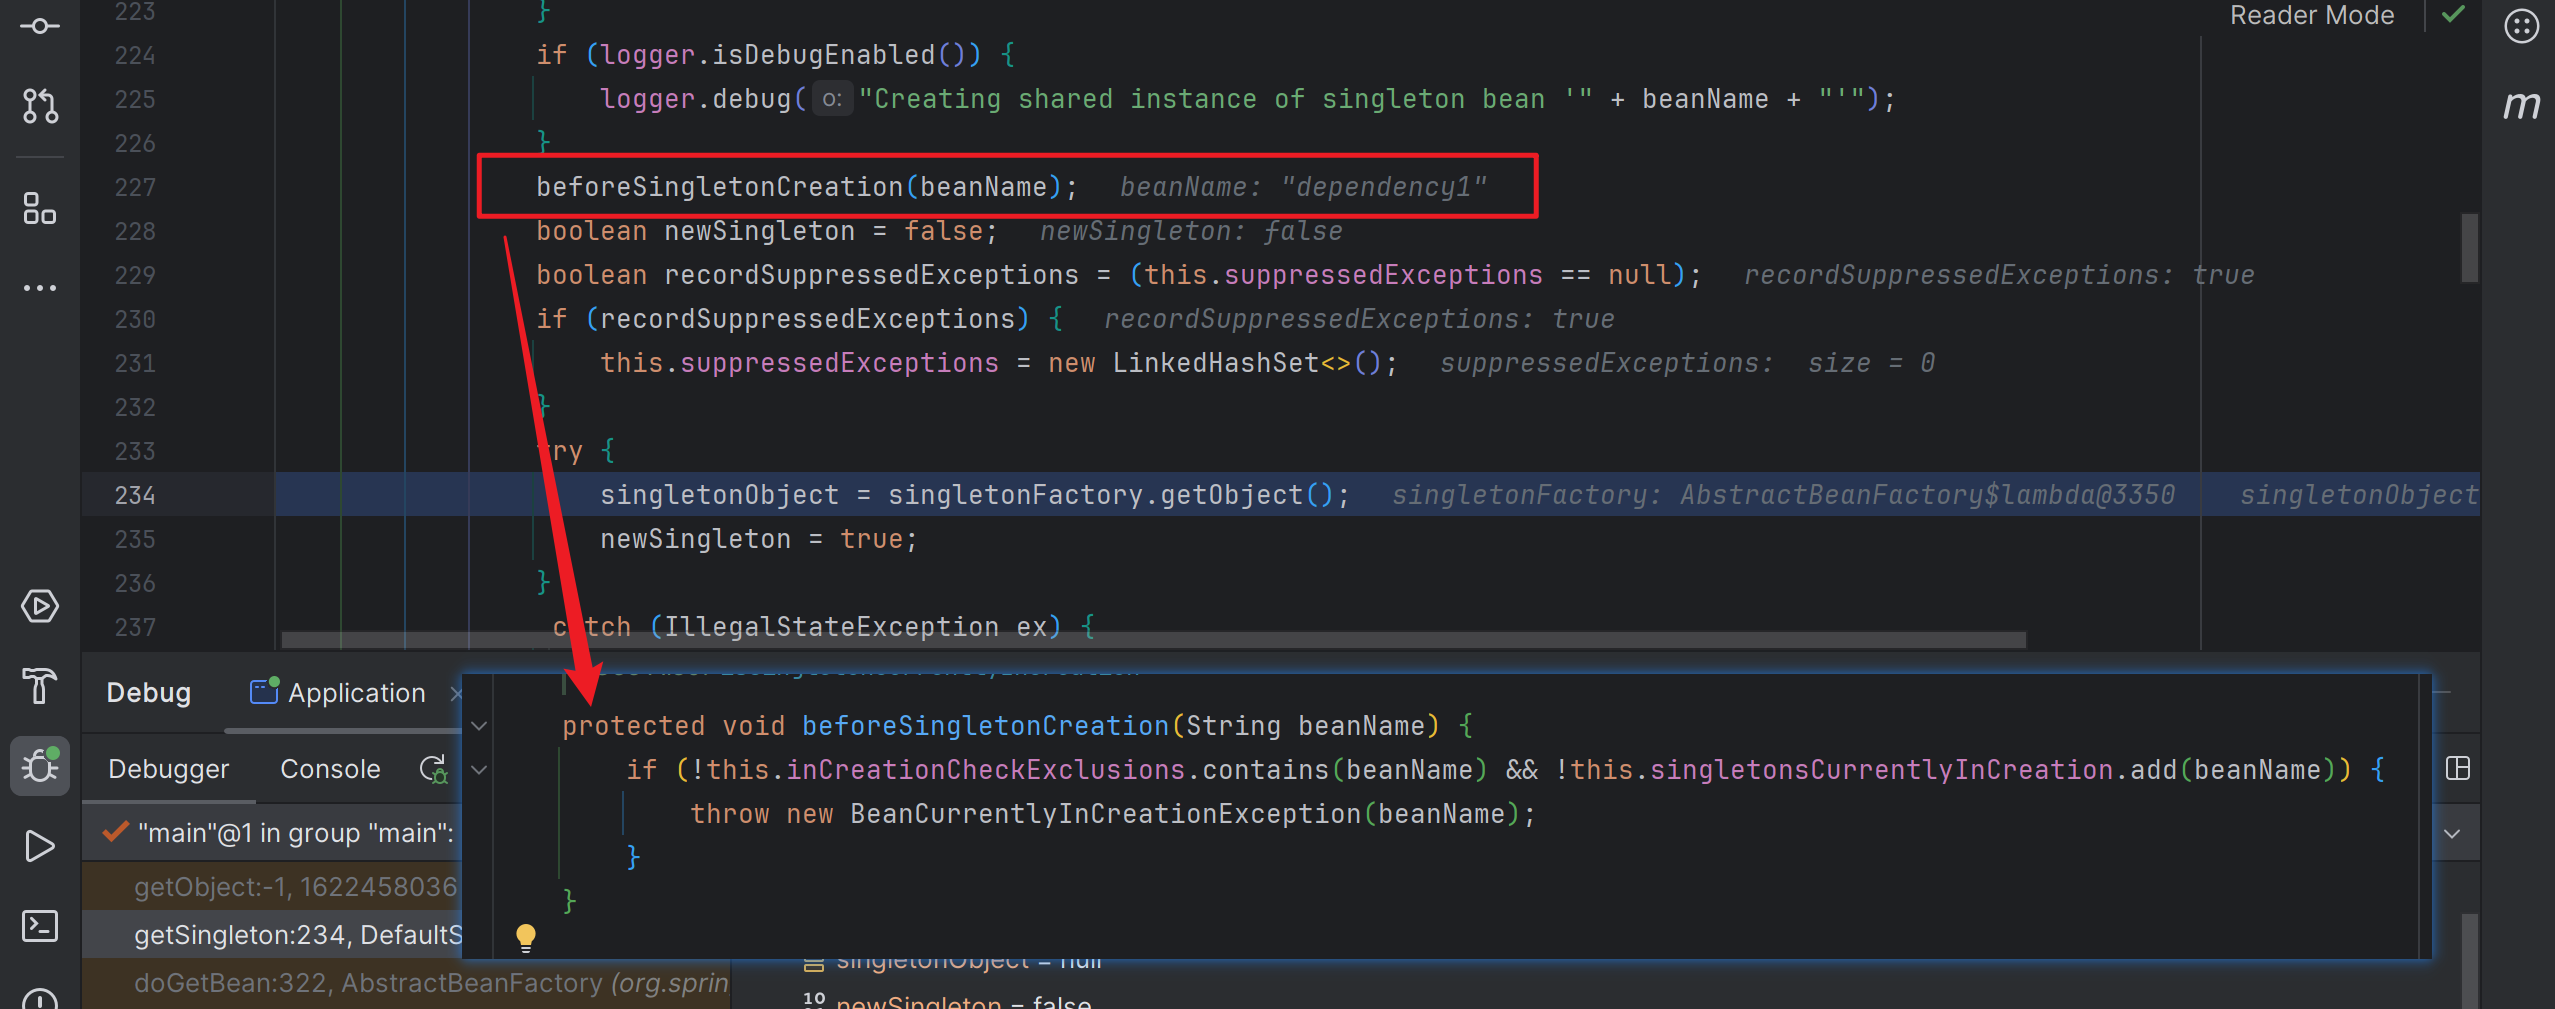 Reader Mode
223 }
224 if (logger.isDebugEnabled()) {
225 logger.debug( o: "Creating shared instance of singleton bean '" + beanName + "'");
226 }
227 beforeSingletonCreation(beanName); beanName: "dependency1"
228 boolean newSingleton = false; newSingleton: false
229 boolean recordSuppressedExceptions = (this.suppressedExceptions == null); recordSuppressedExceptions: true
230 if (recordSuppressedExceptions) { recordSuppressedExceptions: true
231 this.suppressedExceptions = new LinkedHashSet<>(); suppressedExceptions: size = 0
232 }
233 try {
234 singletonObject = singletonFactory.getObject(); singletonFactory: AbstractBeanFactory$lambda@3350 singletonObject
235 newSingleton = true;
236 }
237 catch (IllegalStateException ex) {
m
Debug Application
protected void beforeSingletonCreation(String beanName) {
Debugger Console
if (!this.inCreationCheckExclusions.contains(beanName) && !this.singletonsCurrentlyInCreation.add(beanName)) {
throw new BeanCurrentlyInCreationException(beanName);
}
}
"main"@1 in group "main":
getObject:-1, 1622458036
getSingleton:234, DefaultS
doGetBean:322, AbstractBeanFactory (org.sprin
singletonObject = null
newSingleton = false